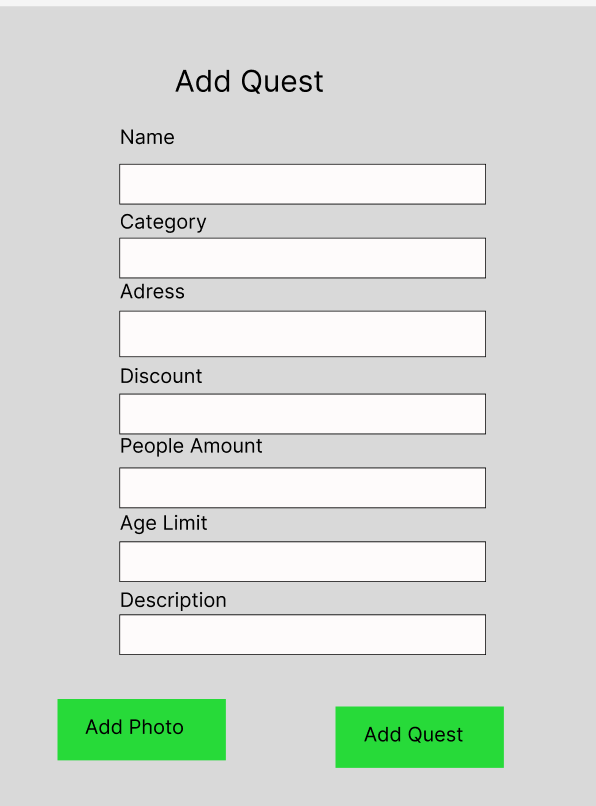 Add Quest
Name
Category
Adress
Discount
People Amount
Age Limit
Description
Add Photo
Add Quest